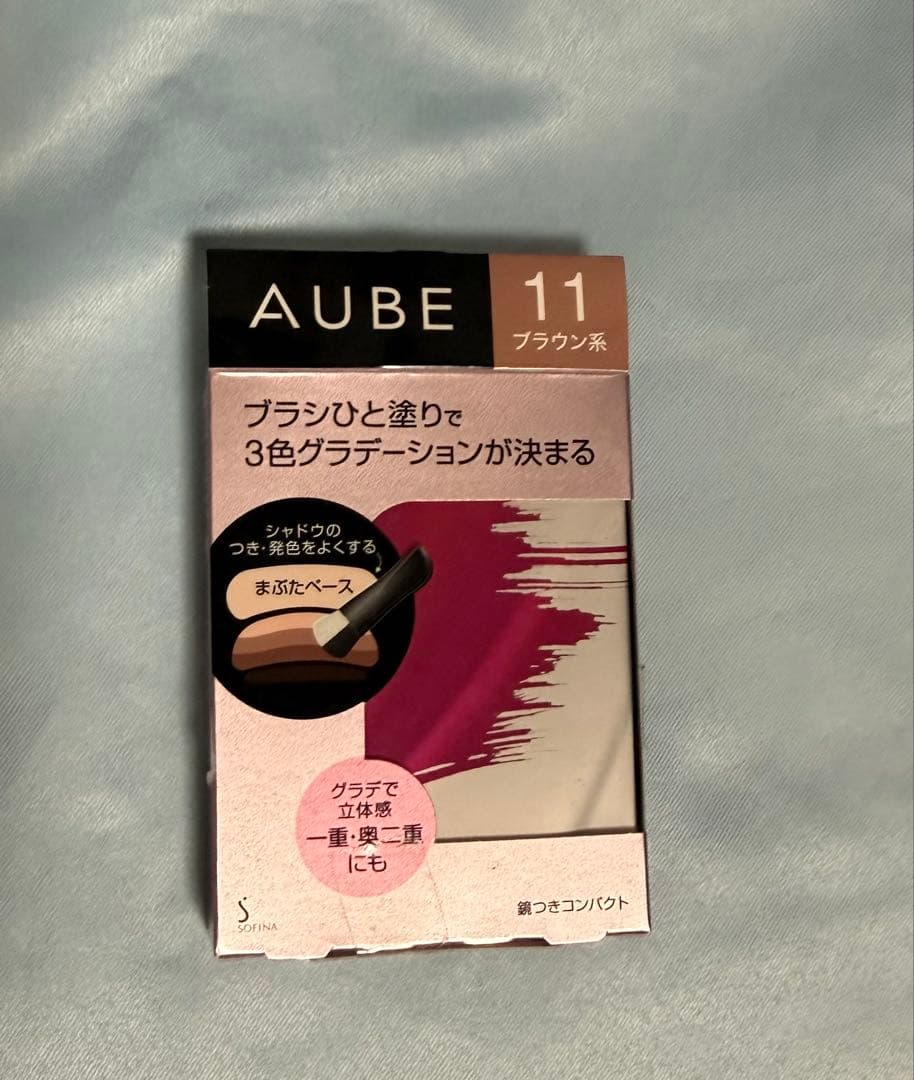 AUBE
11
ブラウン系
ブラシひと塗りで
3色グラデーションが決まる
シャドウの
つき・発色をよくする
まぶたベース
グラデで
立体感
一重・奥二重
にも
SOFINA
鏡つきコンパクト